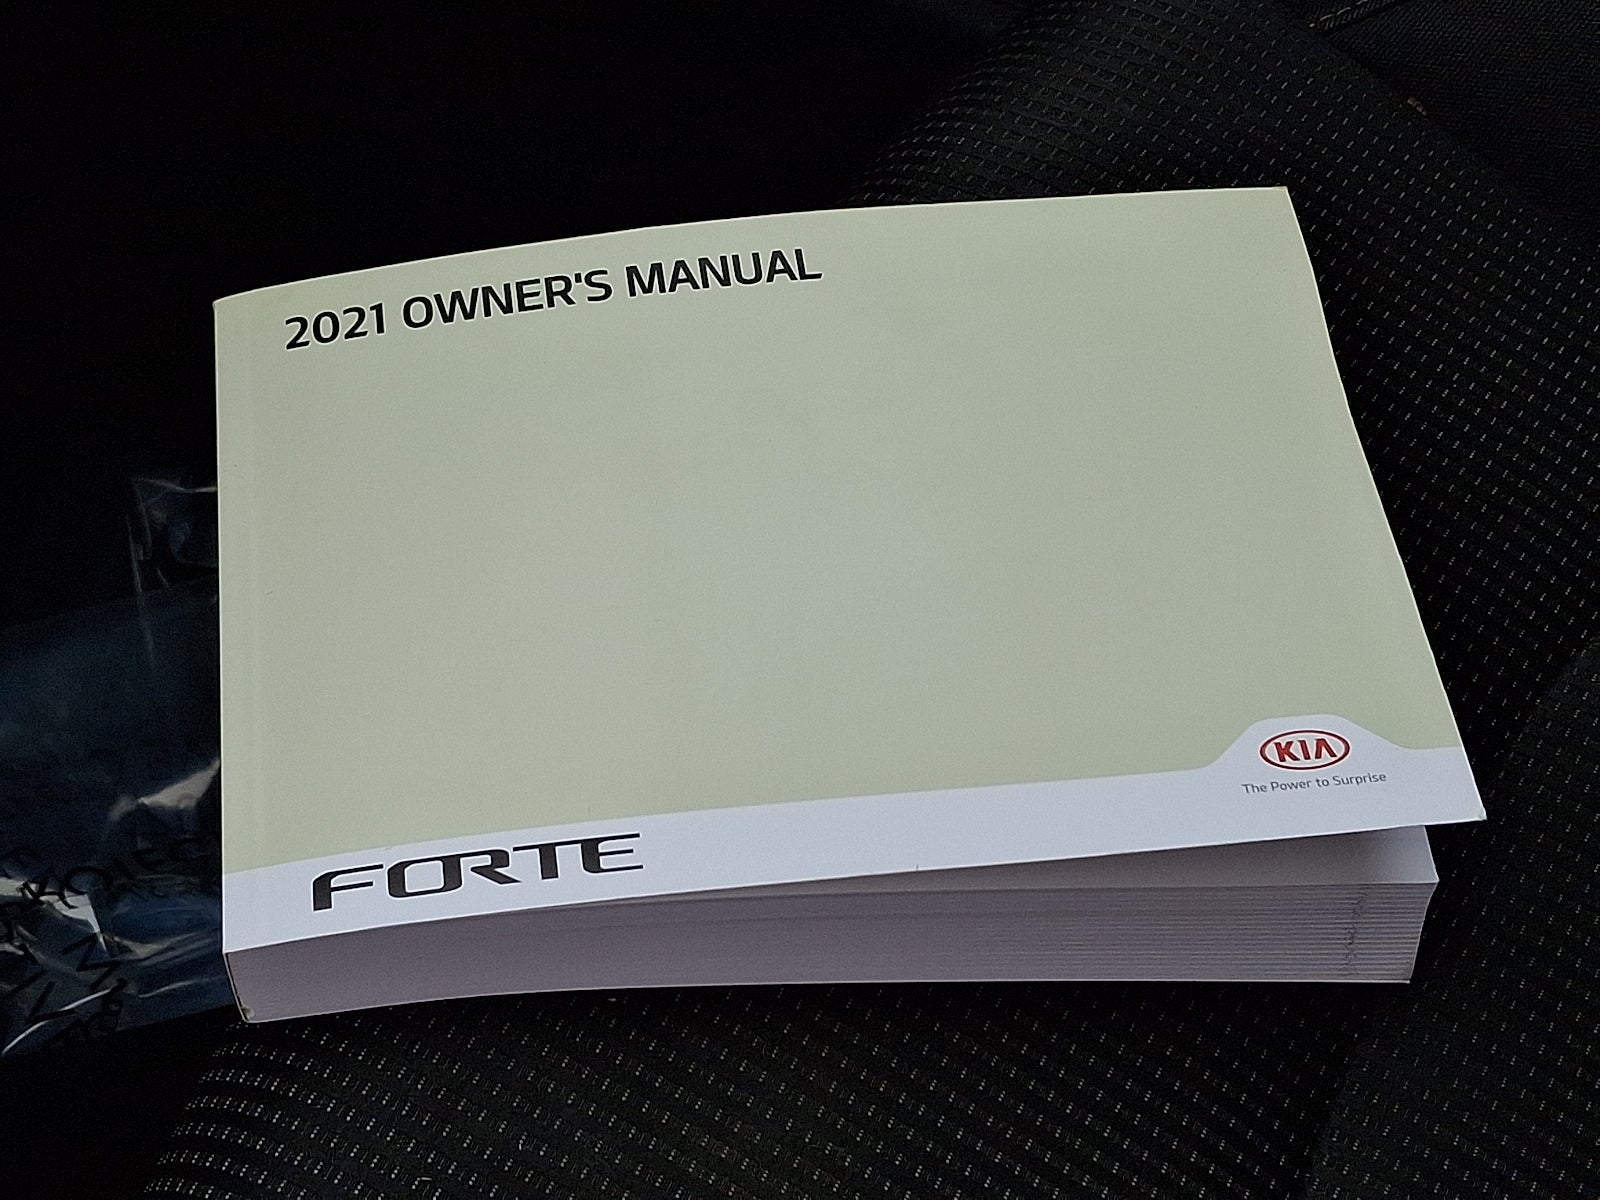 2021 OWNER'S MANUAL
KIA
The Power to Surprise
FORTE